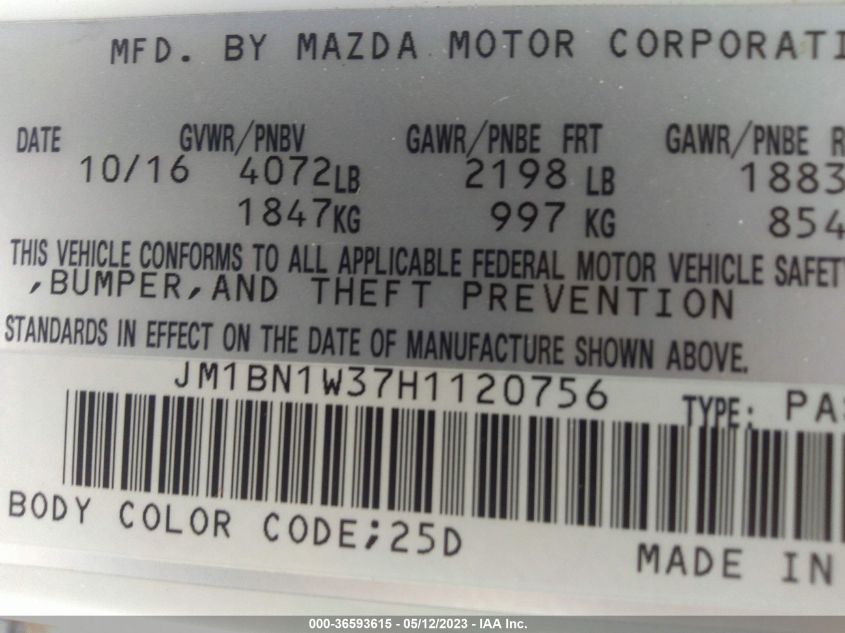 MFD. BY MAZDA MOTOR CORPORATI
DATE GVWR/PNBV GAWR/PNBE FRT GAWR/PNBE R
10/16 4072LB 2198 LB 1883
1847KG 997 KG 854
THIS VEHICLE CONFORMS TO ALL APPLICABLE FEDERAL MOTOR VEHICLE SAFETY
,BUMPER,AND THEFT PREVENTION
STANDARDS IN EFFECT ON THE DATE OF MANUFACTURE SHOWN ABOVE.
JM1BN1W37H1120756 TYPE: PAS
BODY COLOR CODE;25D
MADE IN
000-36593615 - 05/12/2023 - IAA Inc.